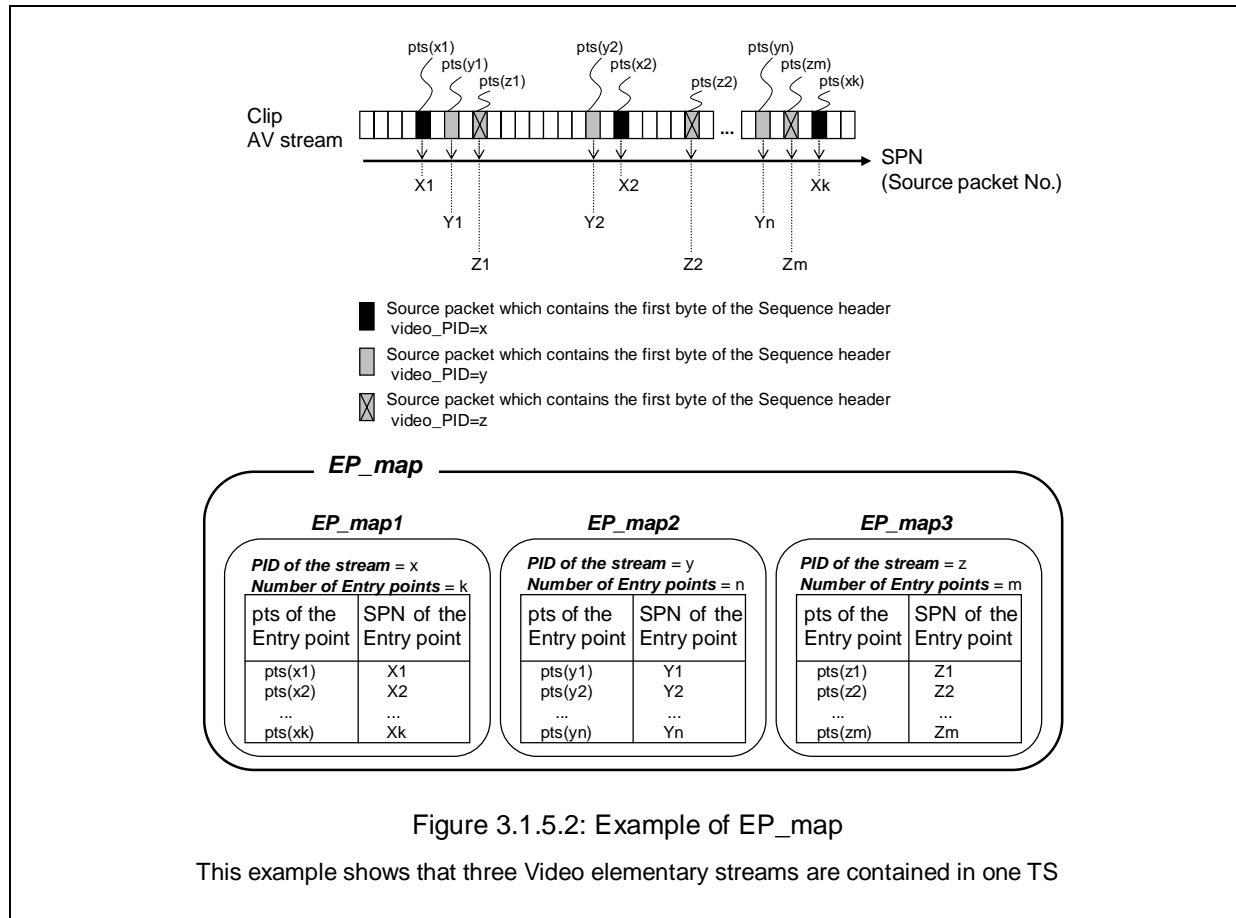 pts(x1)
pts(y1)
pts(z1)
pts(y2)
pts(x2)
pts(z2)
pts(yn)
pts(zm)
pts(xk)
Clip
AV stream
...
SPN
(Source packet No.)
X1
X2
Xk
Y1
Y2
Yn
Z1
Z2
Zm
Source packet which contains the first byte of the Sequence header
video_PID=x
Source packet which contains the first byte of the Sequence header
video_PID=y
Source packet which contains the first byte of the Sequence header
video_PID=z
EP_map
EP_map1
PID of the stream = x
Number of Entry points = k
pts of the Entry point SPN of the Entry point
pts(x1) X1
pts(x2) X2
... ...
pts(xk) Xk
EP_map2
PID of the stream = y
Number of Entry points = n
pts of the Entry point SPN of the Entry point
pts(y1) Y1
pts(y2) Y2
... ...
pts(yn) Yn
EP_map3
PID of the stream = z
Number of Entry points = m
pts of the Entry point SPN of the Entry point
pts(z1) Z1
pts(z2) Z2
... ...
pts(zm) Zm
Figure 3.1.5.2: Example of EP_map
This example shows that three Video elementary streams are contained in one TS